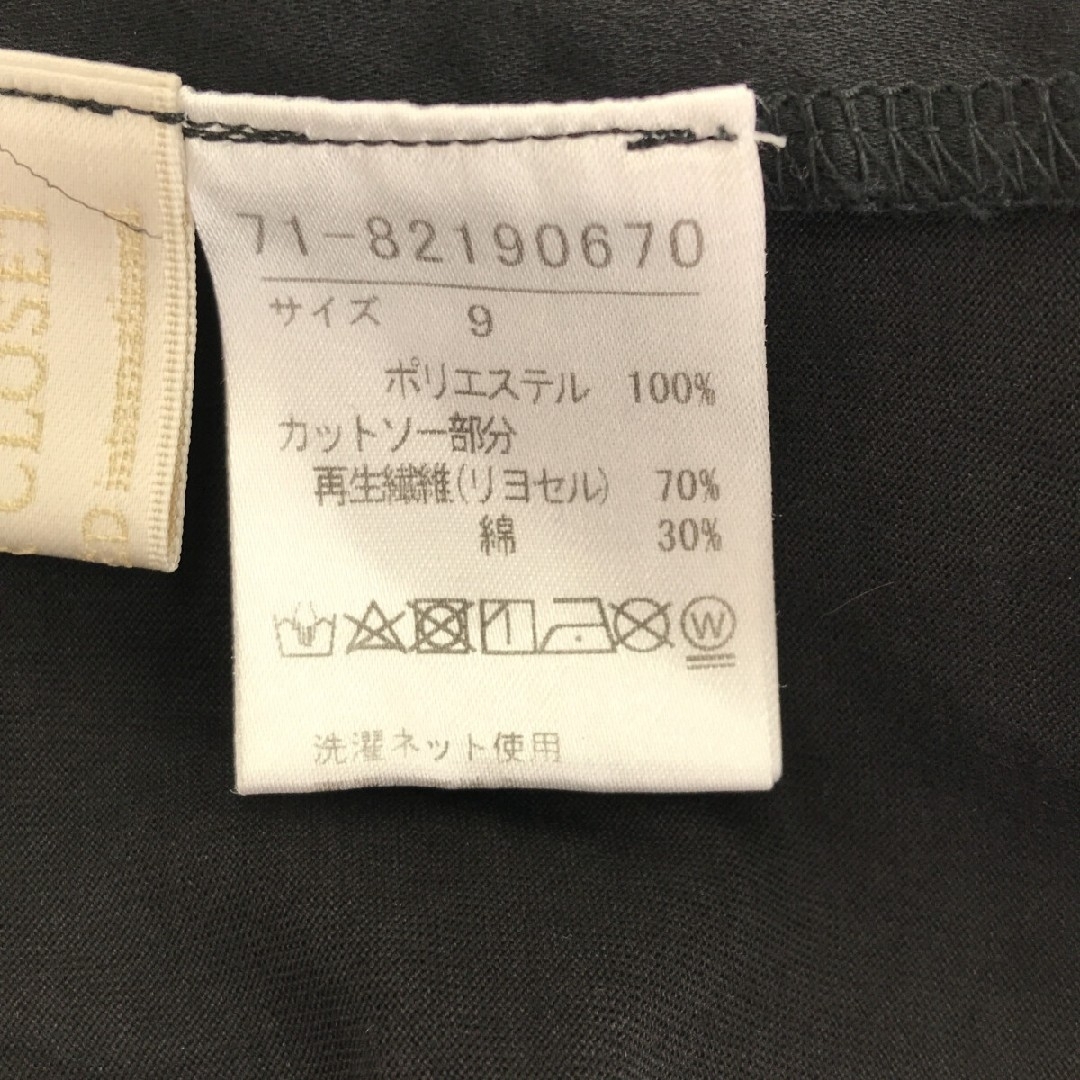 CLOSET
71-82190670
サイズ 9
ポリエステル 100%
カットソー部分
再生繊維(リヨセル) 70%
綿 30%
W
洗濯ネット使用